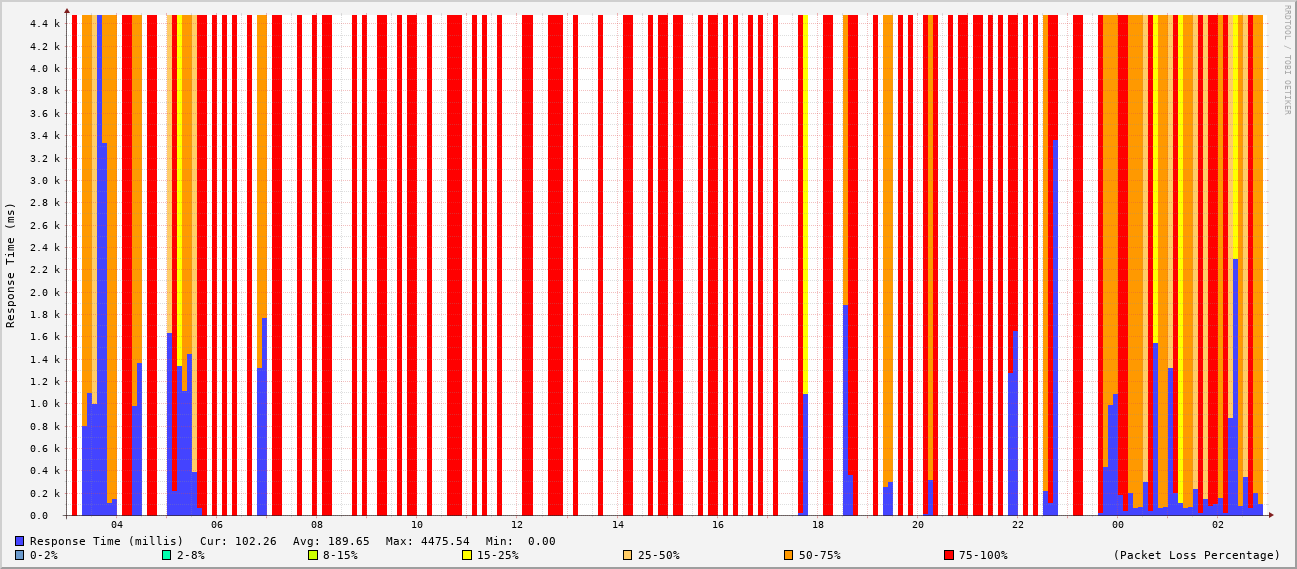 4.4 k
4.2 k
4.0 k
3.8 k
3.6 k
3.4 k
3.2 k
3.0 k
2.8 k
2.6 k
2.4 k
2.2 k
2.0 k
1.8 k
1.6 k
1.4 k
1.2 k
1.0 k
0.8 k
0.6 k
0.4 k
0.2 k
0.0
Response Time (ms)
RRDTOOL / TOBI OETIKER
04 06 08 10 12 14 16 18 20 22 00 02
Response Time (millis) Cur: 102.26 Avg: 189.65 Max: 4475.54 Min: 0.00
0-2% 2-8% 8-15% 15-25% 25-50% 50-75% 75-100% (Packet Loss Percentage)